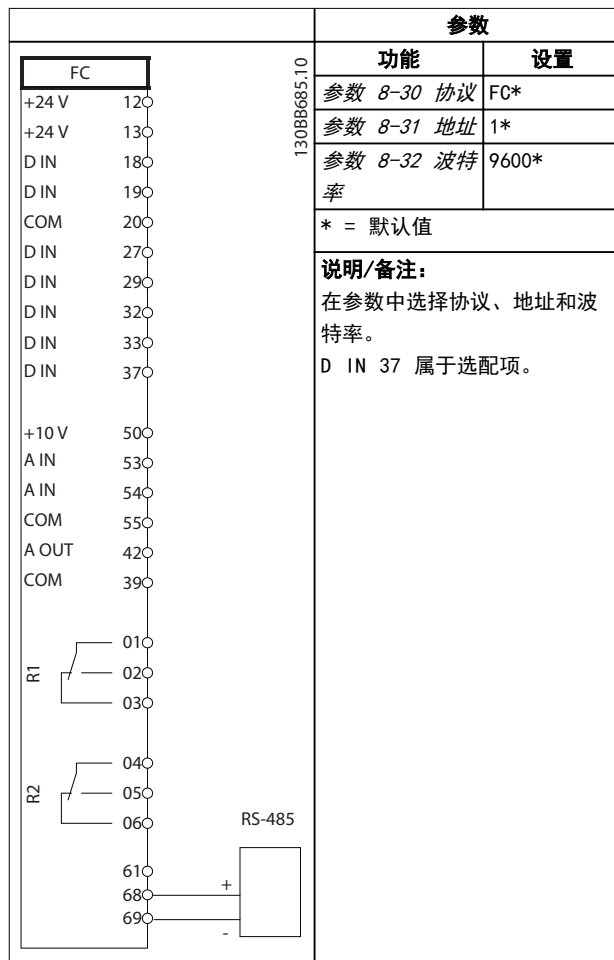 FC
130BB685.10
+24 V 12
+24 V 13
D IN 18
D IN 19
COM 20
D IN 27
D IN 29
D IN 32
D IN 33
D IN 37
+10 V 50
A IN 53
A IN 54
COM 55
A OUT 42
COM 39
R1
01
02
03
R2
04
05
06
RS-485
61
68 +
69 -
参数
功能 设置
参数 8-30 协议 FC*
参数 8-31 地址 1*
参数 8-32 波特 9600*
率
* = 默认值
说明/备注：
在参数中选择协议、地址和波
特率。
D IN 37 属于选配项。